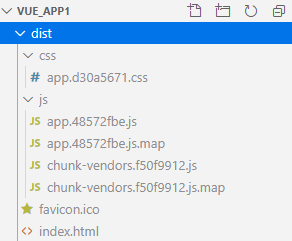 VUE_APP1
dist
css
# app.d30a5671.css
js
JS app.48572fbe.js
JS app.48572fbe.js.map
JS chunk-vendors.f50f9912.js
JS chunk-vendors.f50f9912.js.map
favicon.ico
<> index.html